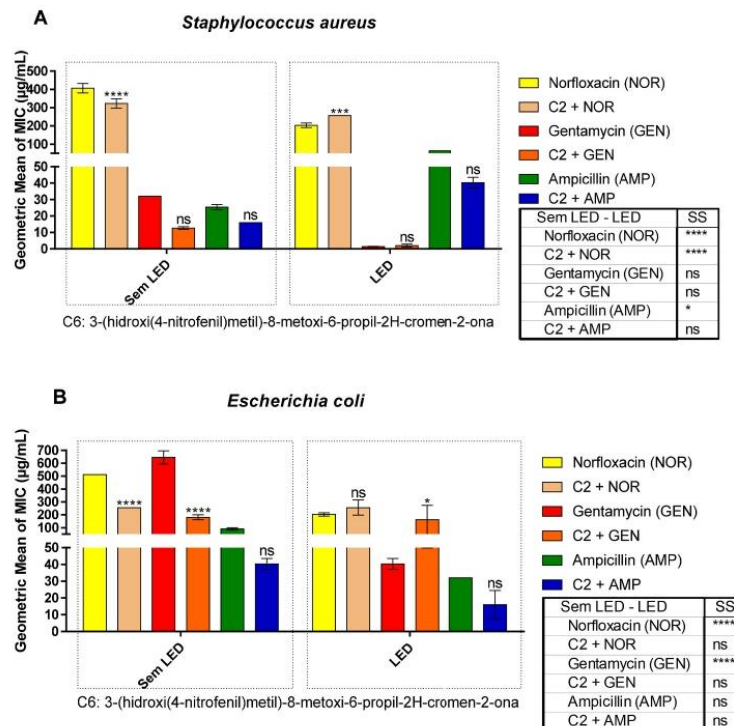 A
Staphylococcus aureus
Geometric Mean of MIC (µg/mL)
500
400
300
200
100
40
30
20
10
0
****
ns
ns
***
ns
ns
Sem LED
LED
C6: 3-(hidroxi(4-nitrofenil)metil)-8-metoxi-6-propil-2H-cromen-2-ona
Norfloxacin (NOR)
C2 + NOR
Gentamycin (GEN)
C2 + GEN
Ampicillin (AMP)
C2 + AMP
Sem LED - LED SS
Norfloxacin (NOR) ****
C2 + NOR ****
Gentamycin (GEN) ns
C2 + GEN ns
Ampicillin (AMP) *
C2 + AMP ns
B
Escherichia coli
Geometric Mean of MIC (µg/mL)
700
600
500
400
300
200
100
50
40
30
20
10
0
****
****
ns
ns
*
ns
Sem LED
LED
C6: 3-(hidroxi(4-nitrofenil)metil)-8-metoxi-6-propil-2H-cromen-2-ona
Norfloxacin (NOR)
C2 + NOR
Gentamycin (GEN)
C2 + GEN
Ampicillin (AMP)
C2 + AMP
Sem LED - LED SS
Norfloxacin (NOR) ****
C2 + NOR ns
Gentamycin (GEN) ****
C2 + GEN ns
Ampicillin (AMP) ns
C2 + AMP ns